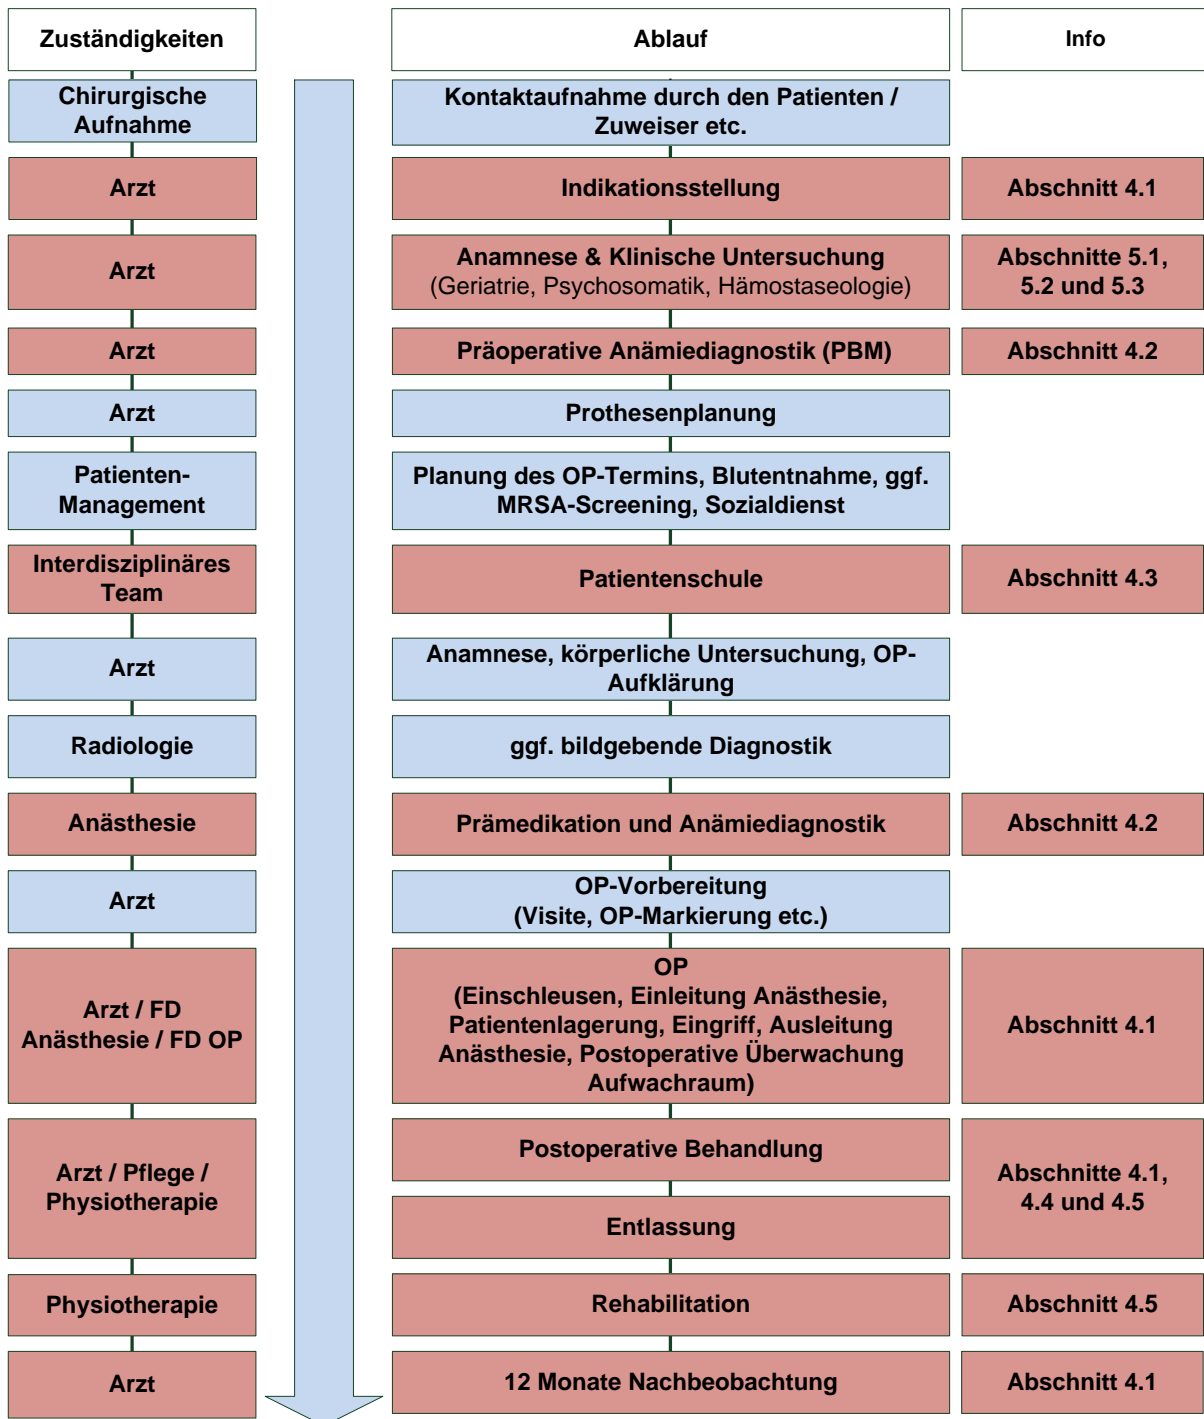 Zuständigkeiten
Ablauf
Info
Chirurgische
Aufnahme
Kontaktaufnahme durch den Patienten /
Zuweiser etc.
Arzt
Indikationsstellung
Abschnitt 4.1
Arzt
Anamnese & Klinische Untersuchung
(Geriatrie, Psychosomatik, Hämostaseologie)
Abschnitte 5.1,
5.2 und 5.3
Arzt
Präoperative Anämiediagnostik (PBM)
Abschnitt 4.2
Arzt
Prothesenplanung
Patienten-
Management
Planung des OP-Termins, Blutentnahme, ggf.
MRSA-Screening, Sozialdienst
Interdisziplinäres
Team
Patientenschule
Abschnitt 4.3
Arzt
Anamnese, körperliche Untersuchung, OP-
Aufklärung
Radiologie
ggf. bildgebende Diagnostik
Anästhesie
Prämedikation und Anämiediagnostik
Abschnitt 4.2
Arzt
OP-Vorbereitung
(Visite, OP-Markierung etc.)
Arzt / FD
Anästhesie / FD OP
OP
(Einschleusen, Einleitung Anästhesie,
Patientenlagerung, Eingriff, Ausleitung
Anästhesie, Postoperative Überwachung
Aufwachraum)
Abschnitt 4.1
Arzt / Pflege /
Physiotherapie
Postoperative Behandlung
Entlassung
Abschnitte 4.1,
4.4 und 4.5
Physiotherapie
Rehabilitation
Abschnitt 4.5
Arzt
12 Monate Nachbeobachtung
Abschnitt 4.1